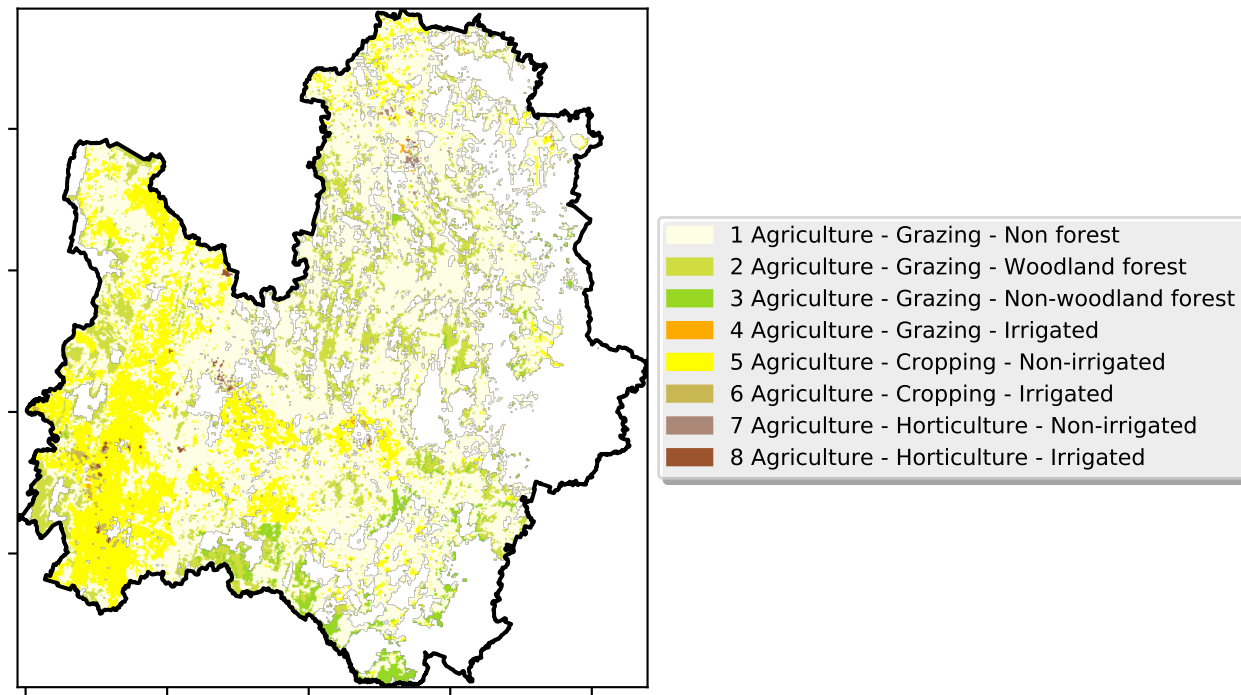 1 Agriculture - Grazing - Non forest
2 Agriculture - Grazing - Woodland forest
3 Agriculture - Grazing - Non-woodland forest
4 Agriculture - Grazing - Irrigated
5 Agriculture - Cropping - Non-irrigated
6 Agriculture - Cropping - Irrigated
7 Agriculture - Horticulture - Non-irrigated
8 Agriculture - Horticulture - Irrigated